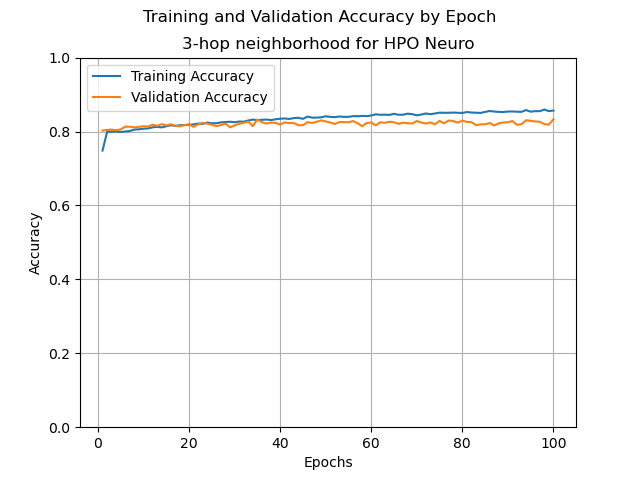 Training and Validation Accuracy by Epoch
3-hop neighborhood for HPO Neuro
Training Accuracy
Validation Accuracy
1.0
0.8
0.6
0.4
0.2
0.0
Accuracy
0 20 40 60 80 100
Epochs